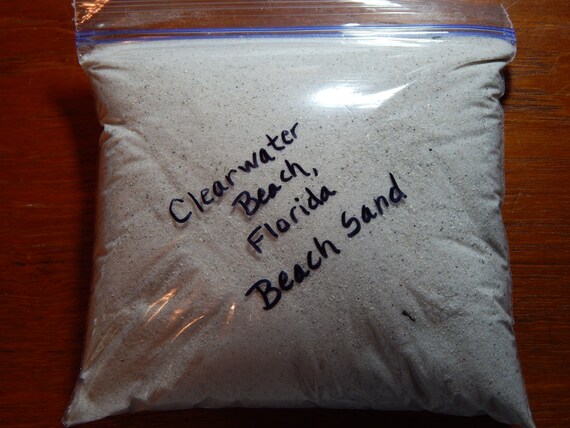 Clearwater
Beach,
Florida
Beach Sand